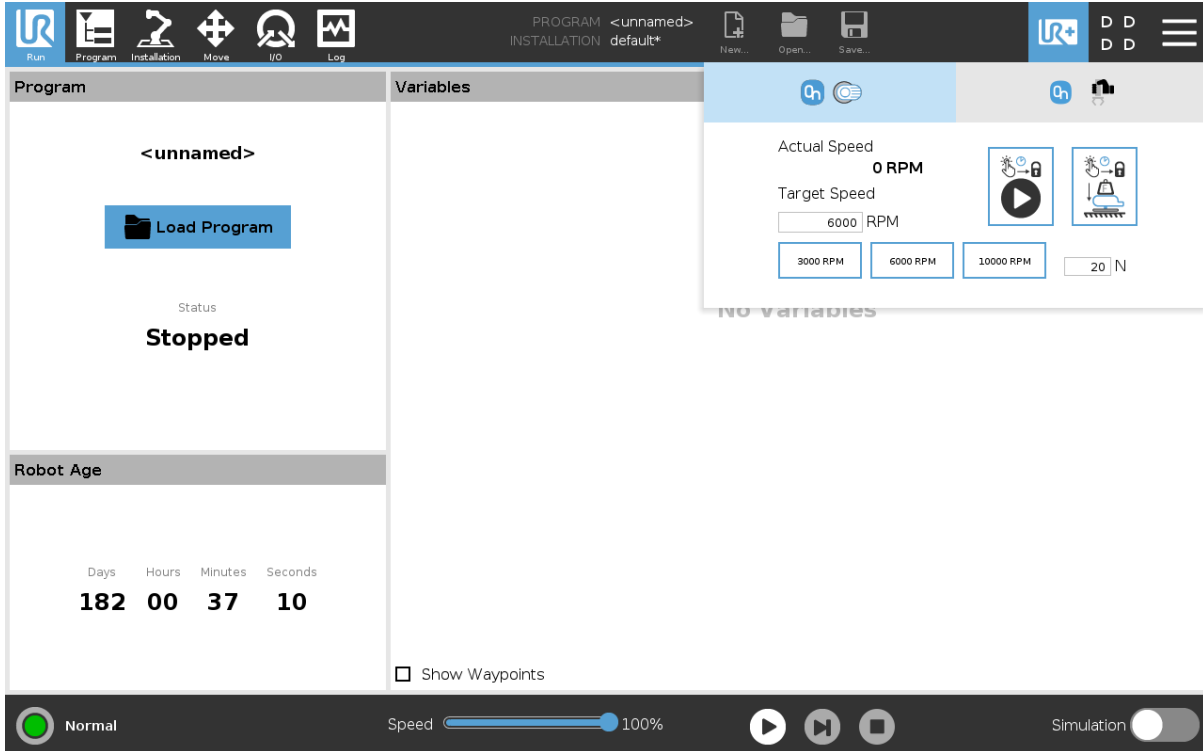 PROGRAM <unnamed>
INSTALLATION default*
UR+
D D
D D
Run Program Installation Move I/O Log
New... Open... Save...
Program
Variables
<unnamed>
Load Program
Status
Stopped
Actual Speed
0 RPM
Target Speed
6000 RPM
3000 RPM 6000 RPM 10000 RPM 20 N
No Variables
Robot Age
Days Hours Minutes Seconds
182 00 37 10
Show Waypoints
Normal
Speed 100%
Simulation